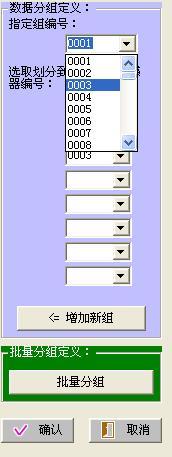 数据分组定义：
指定组编号：
0001
0001
0002
0003
0004
0005
0006
0007
0008
选取划分到
器编号：
0003
<= 增加新组
批量分组定义：
批量分组
确认
取消